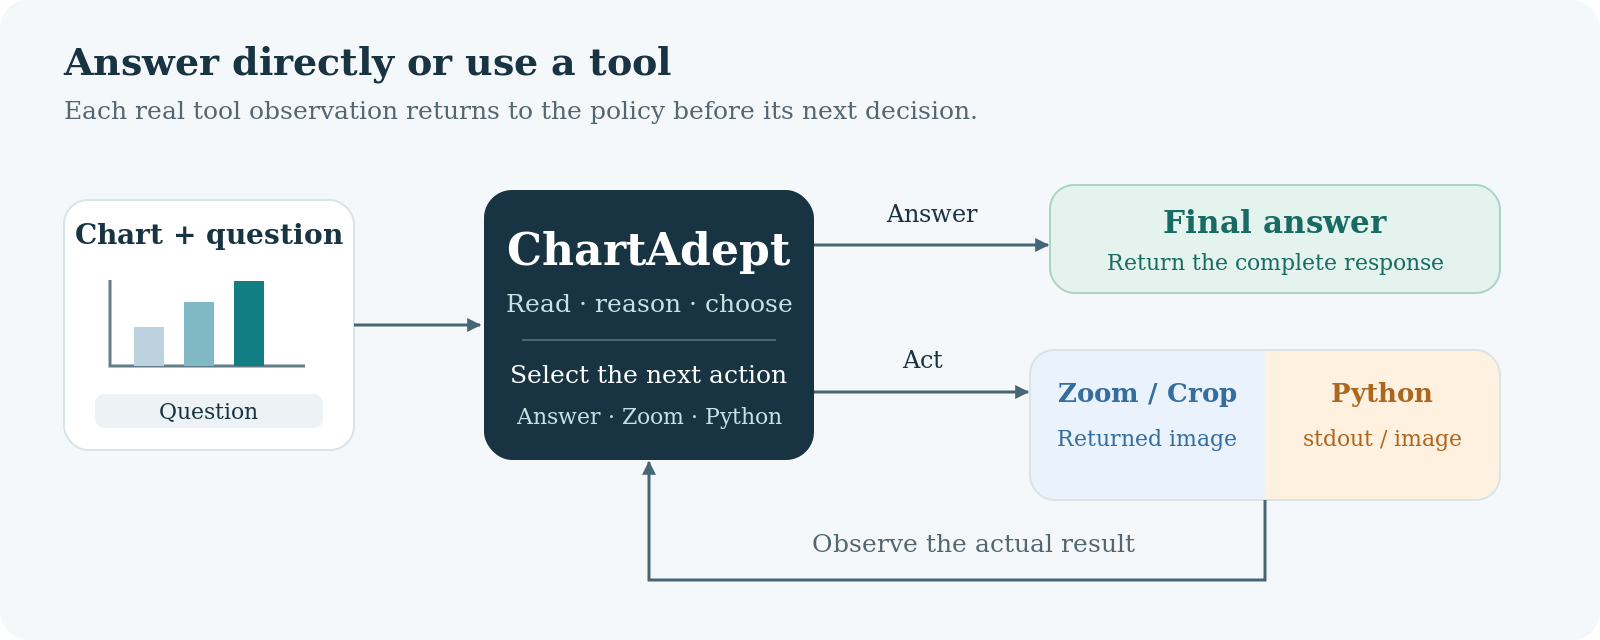 Answer directly or use a tool
Each real tool observation returns to the policy before its next decision.
Chart + question
Question
ChartAdept
Read · reason · choose
Select the next action
Answer · Zoom · Python
Answer
Final answer
Return the complete response
Act
Zoom / Crop
Returned image
Python
stdout / image
Observe the actual result